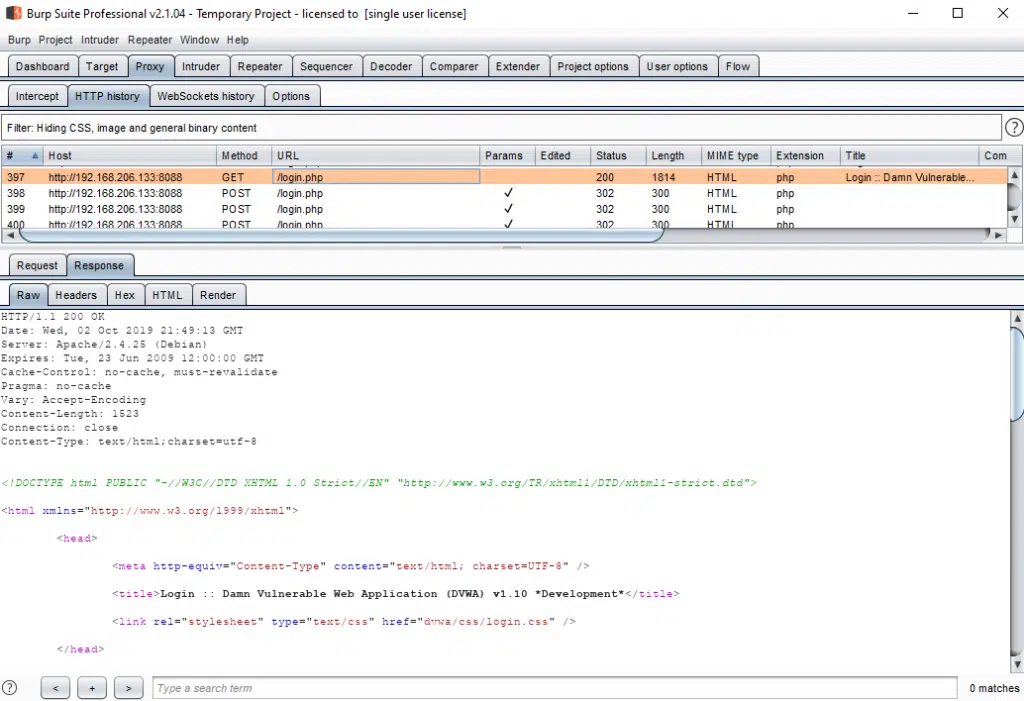 Burp Suite Professional v2.1.04 - Temporary Project - licensed to [single user license]
Burp Project Intruder Repeater Window Help
Dashboard Target Proxy Intruder Repeater Sequencer Decoder Comparer Extender Project options User options Flow
Intercept HTTP history WebSockets history Options
Filter: Hiding CSS, image and general binary content ?
# Host Method URL Params Edited Status Length MIME type Extension Title Com
397 http://192.168.206.133:8088 GET /login.php 200 1814 HTML php Login :: Damn Vulnerable...
398 http://192.168.206.133:8088 POST /login.php ✓ 302 300 HTML php
399 http://192.168.206.133:8088 POST /login.php ✓ 302 300 HTML php
400 http://192.168.206.133:8088 POST /login.php ✓ 302 300 HTML php
Request Response
Raw Headers Hex HTML Render
HTTP/1.1 200 OK
Date: Wed, 02 Oct 2019 21:49:13 GMT
Server: Apache/2.4.25 (Debian)
Expires: Tue, 23 Jun 2009 12:00:00 GMT
Cache-Control: no-cache, must-revalidate
Pragma: no-cache
Vary: Accept-Encoding
Content-Length: 1523
Connection: close
Content-Type: text/html;charset=utf-8
<!DOCTYPE html PUBLIC "-//W3C//DTD XHTML 1.0 Strict//EN" "http://www.w3.org/TR/xhtml1/DTD/xhtml1-strict.dtd">
<html xmlns="http://www.w3.org/1999/xhtml">
<head>
<meta http-equiv="Content-Type" content="text/html; charset=UTF-8" />
<title>Login :: Damn Vulnerable Web Application (DVWA) v1.10 *Development*</title>
<link rel="stylesheet" type="text/css" href="dvwa/css/login.css" />
</head>
? < + > Type a search term 0 matches